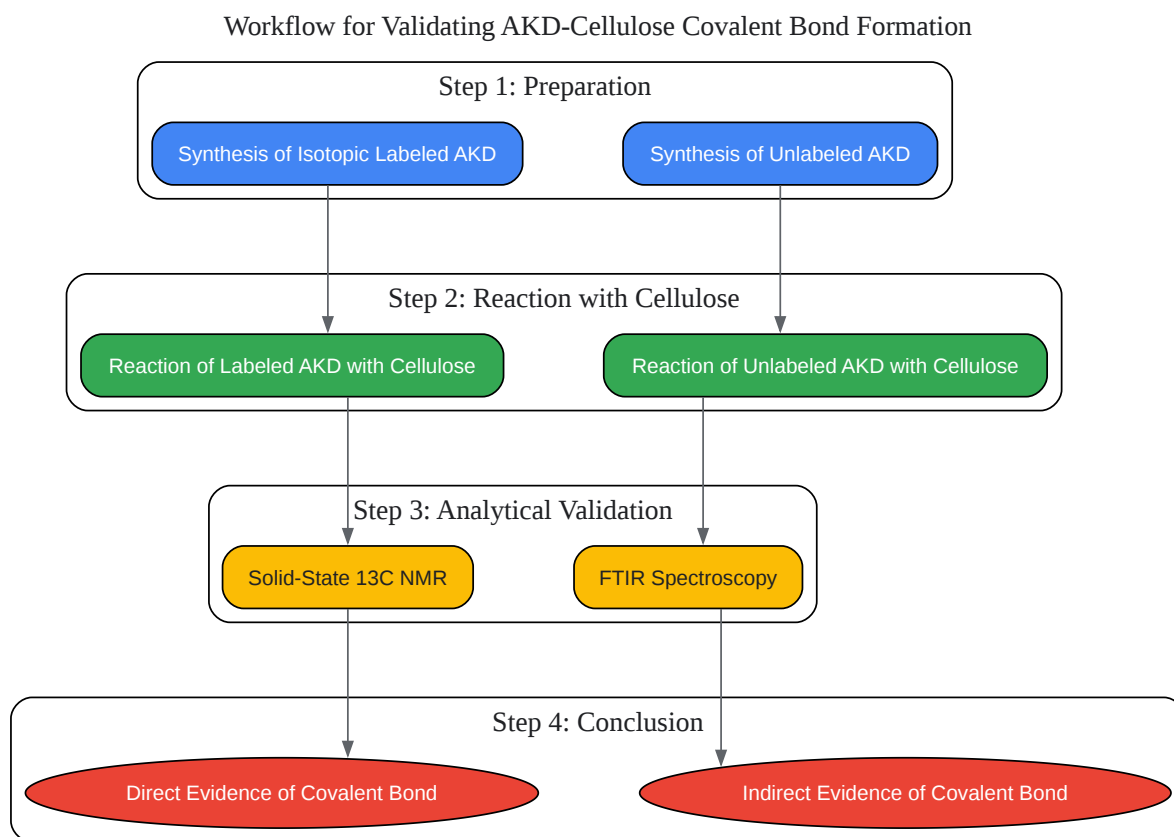 Workflow for Validating AKD-Cellulose Covalent Bond Formation
Step 1: Preparation
Synthesis of Isotopic Labeled AKD
Synthesis of Unlabeled AKD
Step 2: Reaction with Cellulose
Reaction of Labeled AKD with Cellulose
Reaction of Unlabeled AKD with Cellulose
Step 3: Analytical Validation
Solid-State 13C NMR
FTIR Spectroscopy
Step 4: Conclusion
Direct Evidence of Covalent Bond
Indirect Evidence of Covalent Bond